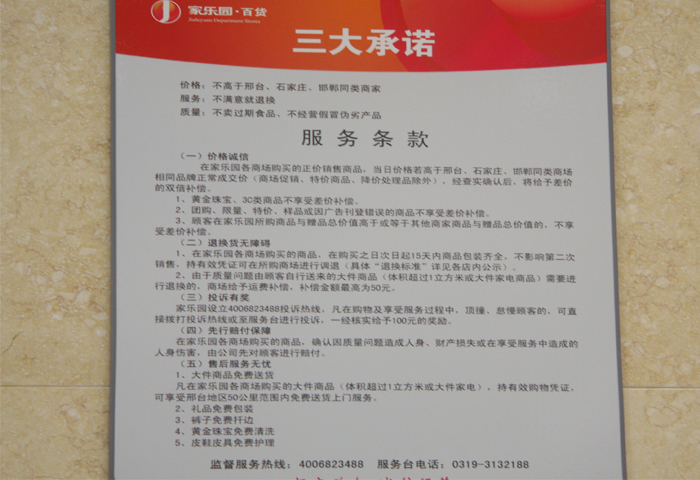 家乐园·百货
Jialeyuan Department Stores
三大承诺
价格：不高于邢台、石家庄、邯郸同类商家
服务：不满意就退换
质量：不卖过期食品、不经营假冒伪劣产品
服务条款
（一）价格诚信
在家乐园各商场购买的正价销售商品，当日价格若高于邢台、石家庄、邯郸同类商场
相同品牌正常成交价（商场促销、特价商品、降价处理品除外），经查实确认后，将给予差价
的双倍补偿。
1、黄金珠宝、3C类商品不享受差价补偿。
2、团购、限量、特价、样品或因广告刊登错误的商品不享受差价补偿。
3、顾客在家乐园所购商品与赠品总价值高于或等于其他商家商品与赠品总价值的，不享
受差价补偿。
（二）退换货无障碍
1、在家乐园各商场购买的商品，在购买之日次日起15天内商品包装齐全，不影响第二次
销售，持有效凭证可在所购商场进行调退（具体“退换标准”详见各店内公示）。
2、由于质量问题由顾客自行送来的大件商品（体积超过1立方米或大件家电商品）需要进
行退换的，商场给予运费补偿，补偿金额最高为50元。
（三）投诉有奖
家乐园设立4006823488投诉热线，凡在购物及享受服务过程中，顶撞、怠慢顾客的，可直
接拨打投诉热线或至服务台进行投诉，一经核实给予100元的奖励。
（四）先行赔付保障
在家乐园各商场购买的商品，确认因质量问题造成人身、财产损失或在享受服务中造成的
人身伤害，由公司先对顾客进行赔付。
（五）售后服务无忧
1、大件商品免费送货
凡在家乐园各商场购买的大件商品（体积超过1立方米或大件家电），持有效购物凭证，
可享受邢台地区50公里范围内免费送货上门服务。
2、礼品免费包装
3、裤子免费扦边
4、黄金珠宝免费清洗
5、皮鞋皮具免费护理
监督服务热线：4006823488 服务台电话：0319-3132188